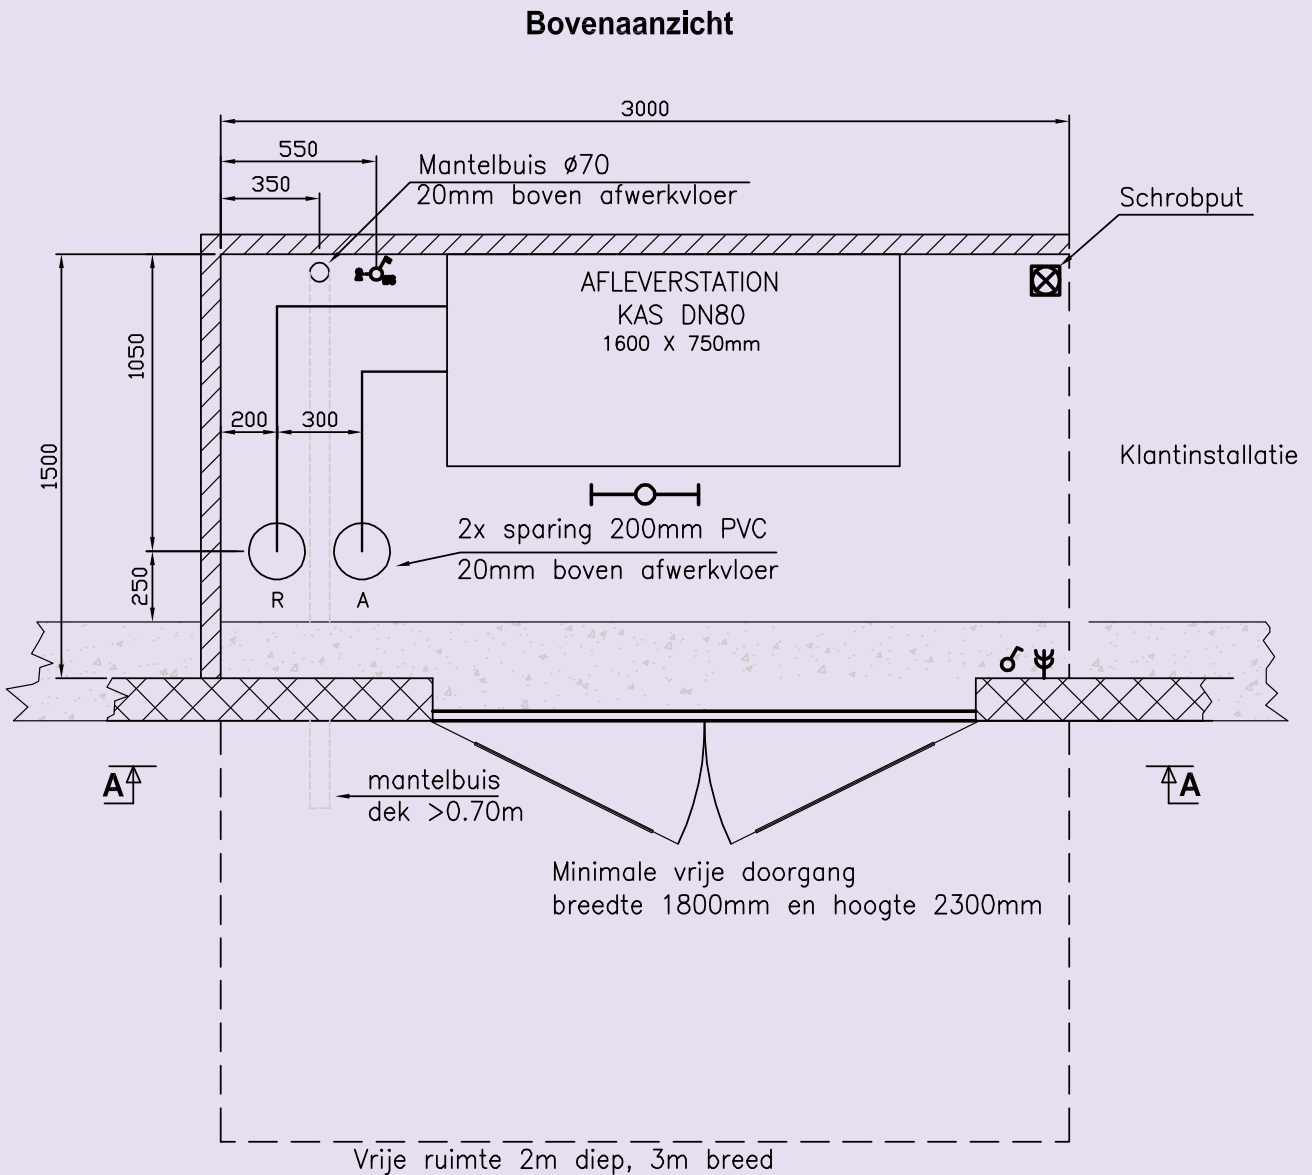 Bovenaanzicht
3000
550
350
Mantelbuis ø70
20mm boven afwerkvloer
Schrobput
AFLEVERSTATION
KAS DN80
1600 X 750mm
1050
200
300
1500
Klantinstallatie
2x sparing 200mm PVC
20mm boven afwerkvloer
250
R
A
A
mantelbuis
dek >0.70m
A
Minimale vrije doorgang
breedte 1800mm en hoogte 2300mm
Vrije ruimte 2m diep, 3m breed